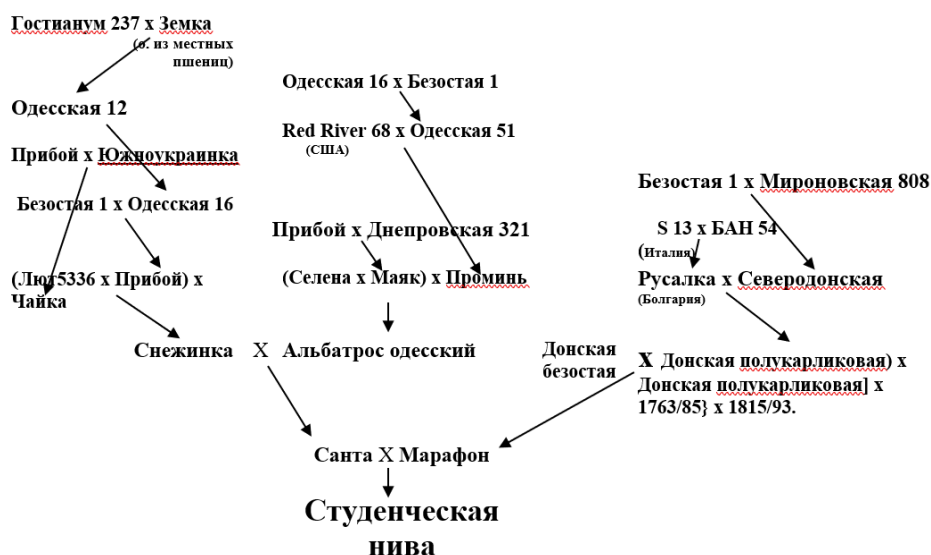 Гостианум 237 х Земка
(о. из местных
пшениц)
Одесская 12
Прибой х Южноукраинка
Безостая 1 х Одесская 16
(Лют5336 х Прибой) х
Чайка
Одесская 16 х Безостая 1
Red River 68 х Одесская 51
(США)
Прибой х Днепровская 321
(Селена х Маяк) х Проминь
Безостая 1 х Мироновская 808
S 13 х БАН 54
(Италия)
Русалка х Северодонская
(Болгария)
Снежинка Х Альбатрос одесский
Донская
безостая
х Донская полукарликовая) х
Донская полукарликовая] х
1763/85} х 1815/93.
Санта Х Марафон
Студенческая
нива